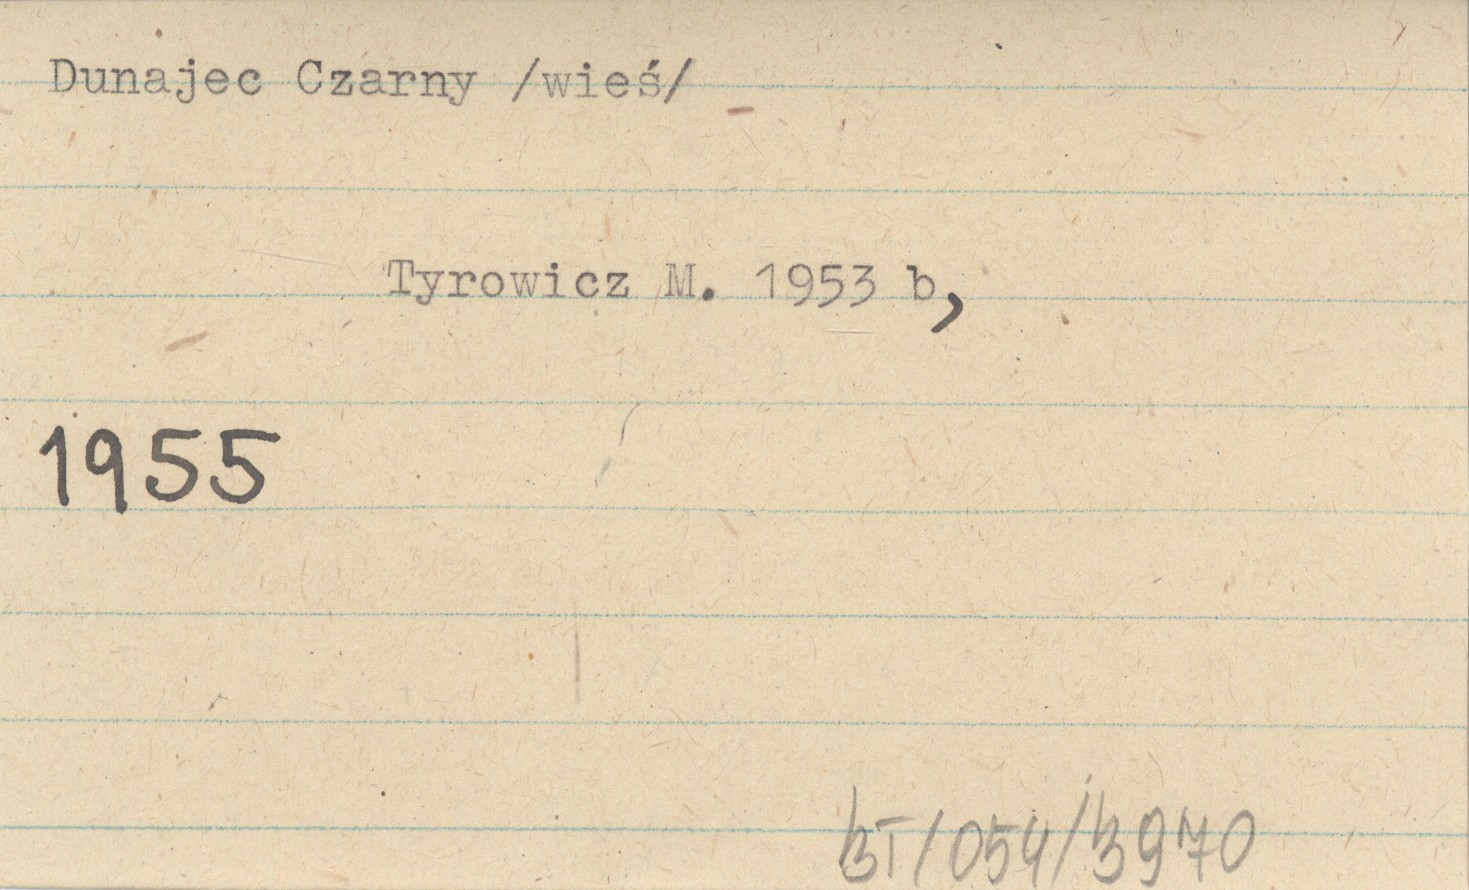 Dunajec Czarny /wieś/
Tyrowicz M. 1953 b,
1955
BT/054/3970